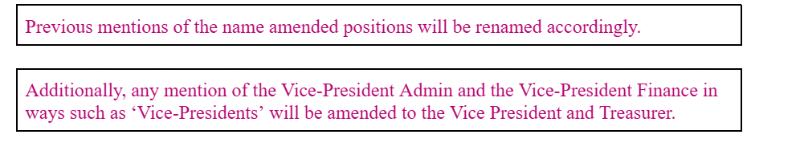 Previous mentions of the name amended positions will be renamed accordingly.
Additionally, any mention of the Vice-President Admin and the Vice-President Finance in
ways such as ‘Vice-Presidents’ will be amended to the Vice President and Treasurer.